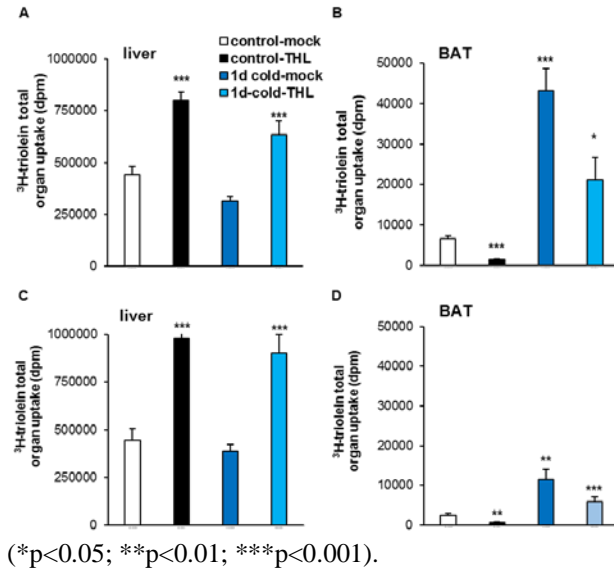 A
liver
³H-triolein total
organ uptake (dpm)
1000000
750000
500000
250000
0
***
***
control-mock
control-THL
1d cold-mock
1d-cold-THL
B
BAT
³H-triolein total
organ uptake (dpm)
50000
40000
30000
20000
10000
0
***
***
*
C
liver
³H-triolein total
organ uptake (dpm)
1000000
750000
500000
250000
0
***
***
D
BAT
³H-triolein total
organ uptake (dpm)
50000
40000
30000
20000
10000
0
**
**
***
(*p<0.05; **p<0.01; ***p<0.001).